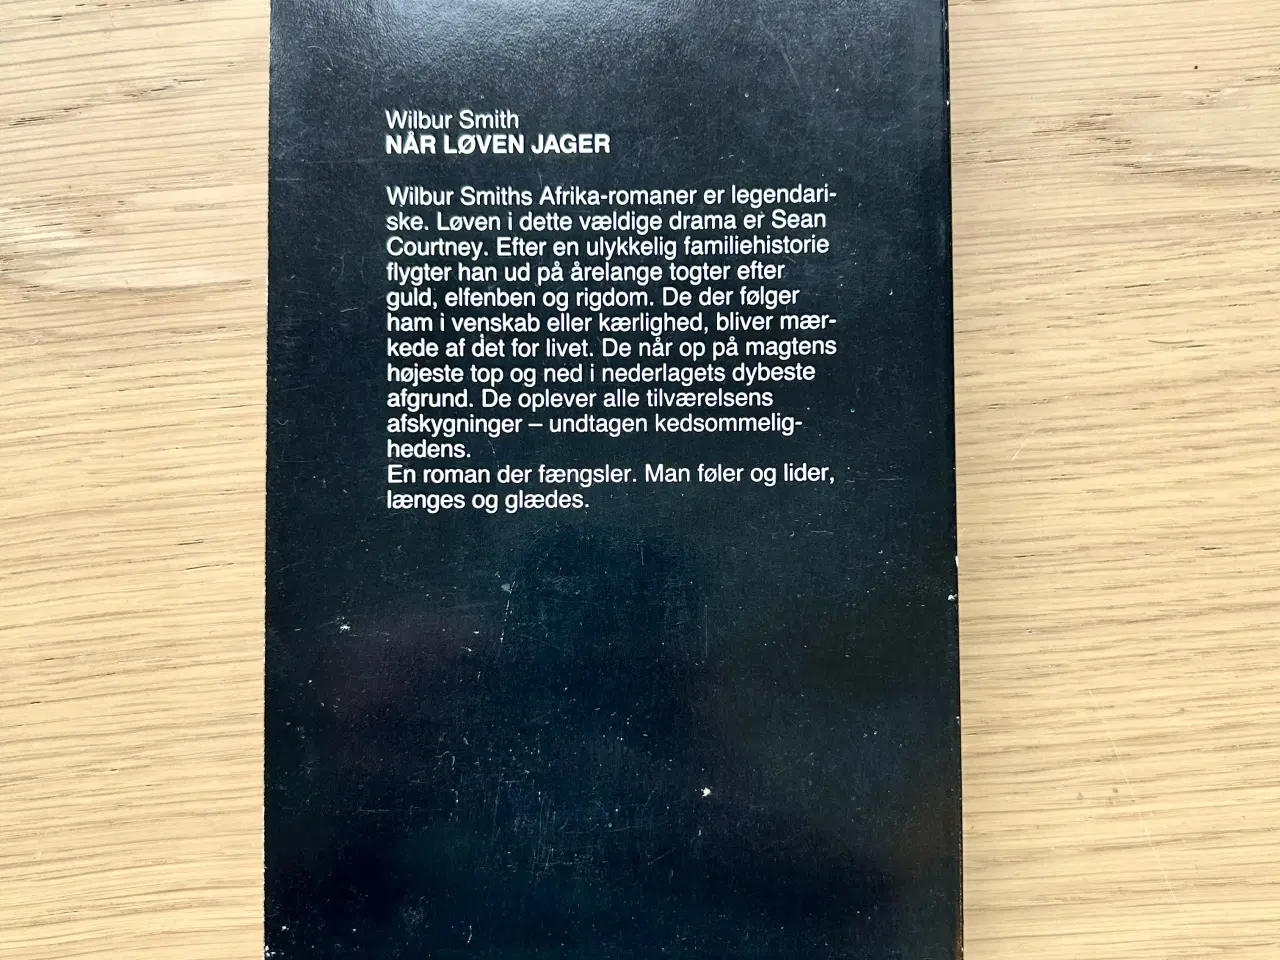 Wilbur Smith
NÅR LØVEN JAGER
Wilbur Smiths Afrika-romaner er legendari-
ske. Løven i dette vældige drama er Sean
Courtney. Efter en ulykkelig familiehistorie
flygter han ud på årelange togter efter
guld, elfenben og rigdom. De der følger
ham i venskab eller kærlighed, bliver mær-
kede af det for livet. De når op på magtens
højeste top og ned i nederlagets dybeste
afgrund. De oplever alle tilværelsens
afskygninger – undtagen kedsommelig-
hedens.
En roman der fængsler. Man føler og lider,
længes og glædes.